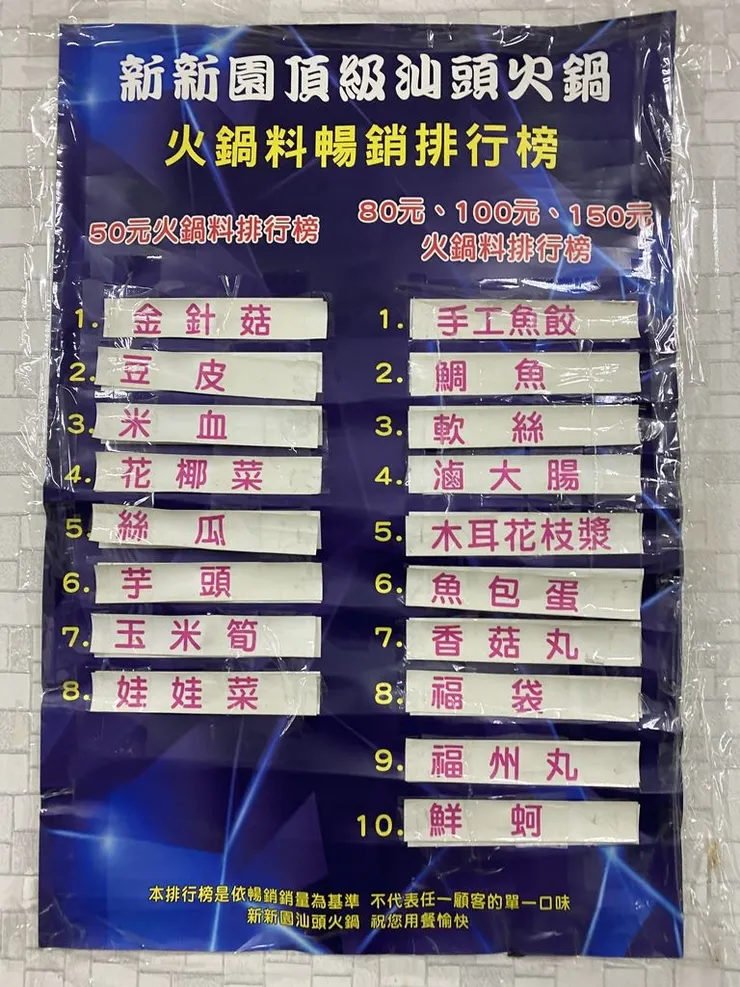 新新園頂級汕頭火鍋
火鍋料暢銷排行榜
50元火鍋料排行榜
1. 金針菇
2. 豆皮
3. 米血
4. 花椰菜
5. 絲瓜
6. 芋頭
7. 玉米筍
8. 娃娃菜
80元、100元、150元
火鍋料排行榜
1. 手工魚餃
2. 鯛魚
3. 軟絲
4. 滷大腸
5. 木耳花枝漿
6. 魚包蛋
7. 香菇丸
8. 福袋
9. 福州丸
10. 鮮蚵
本排行榜是依暢銷銷量為基準 不代表任一顧客的單一口味
新新園汕頭火鍋 祝您用餐愉快